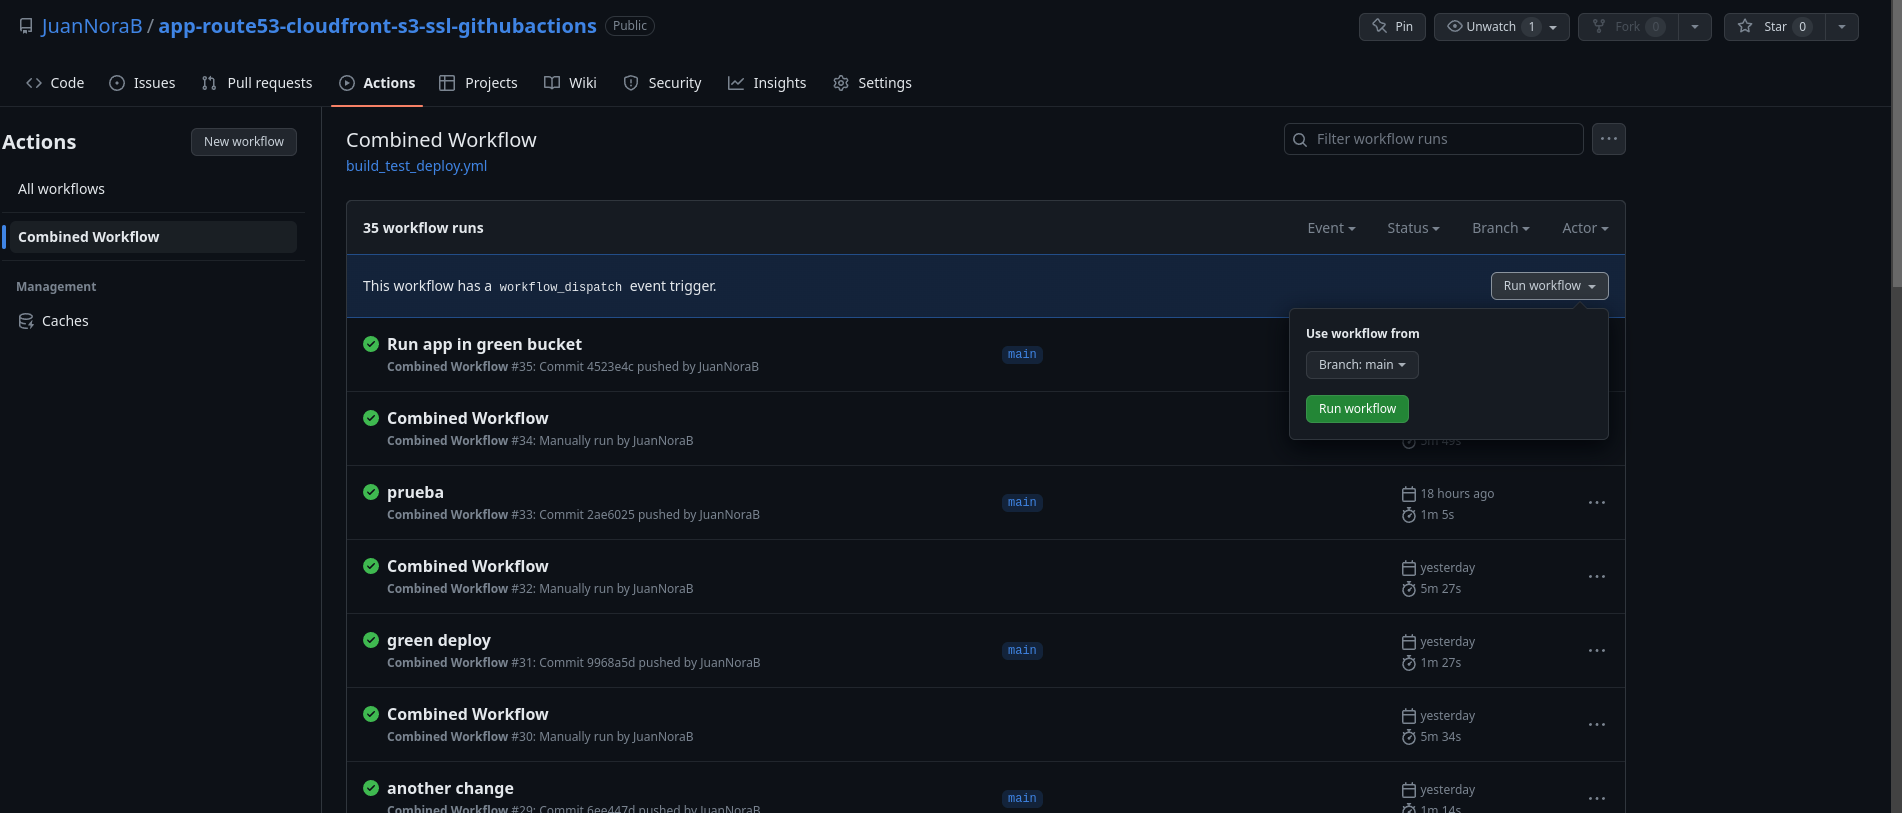 JuanNoraB / app-route53-cloudfront-s3-ssl-githubactions Public
Pin Unwatch 1 Fork 0 Star 0
Code Issues Pull requests Actions Projects Wiki Security Insights Settings
Actions New workflow
All workflows
Combined Workflow
Management
Caches
Combined Workflow
build_test_deploy.yml
Filter workflow runs
35 workflow runs Event Status Branch Actor
This workflow has a workflow_dispatch event trigger. Run workflow
Use workflow from
Branch: main
Run workflow
Run app in green bucket main
Combined Workflow #35: Commit 4523e4c pushed by JuanNoraB
Combined Workflow
Combined Workflow #34: Manually run by JuanNoraB
prueba main 18 hours ago
Combined Workflow #33: Commit 2ae6025 pushed by JuanNoraB 1m 5s
Combined Workflow yesterday
Combined Workflow #32: Manually run by JuanNoraB 5m 27s
green deploy main yesterday
Combined Workflow #31: Commit 9968a5d pushed by JuanNoraB 1m 27s
Combined Workflow yesterday
Combined Workflow #30: Manually run by JuanNoraB 5m 34s
another change main yesterday
Combined Workflow #29: Commit 6ee447d pushed by JuanNoraB 1m 14s